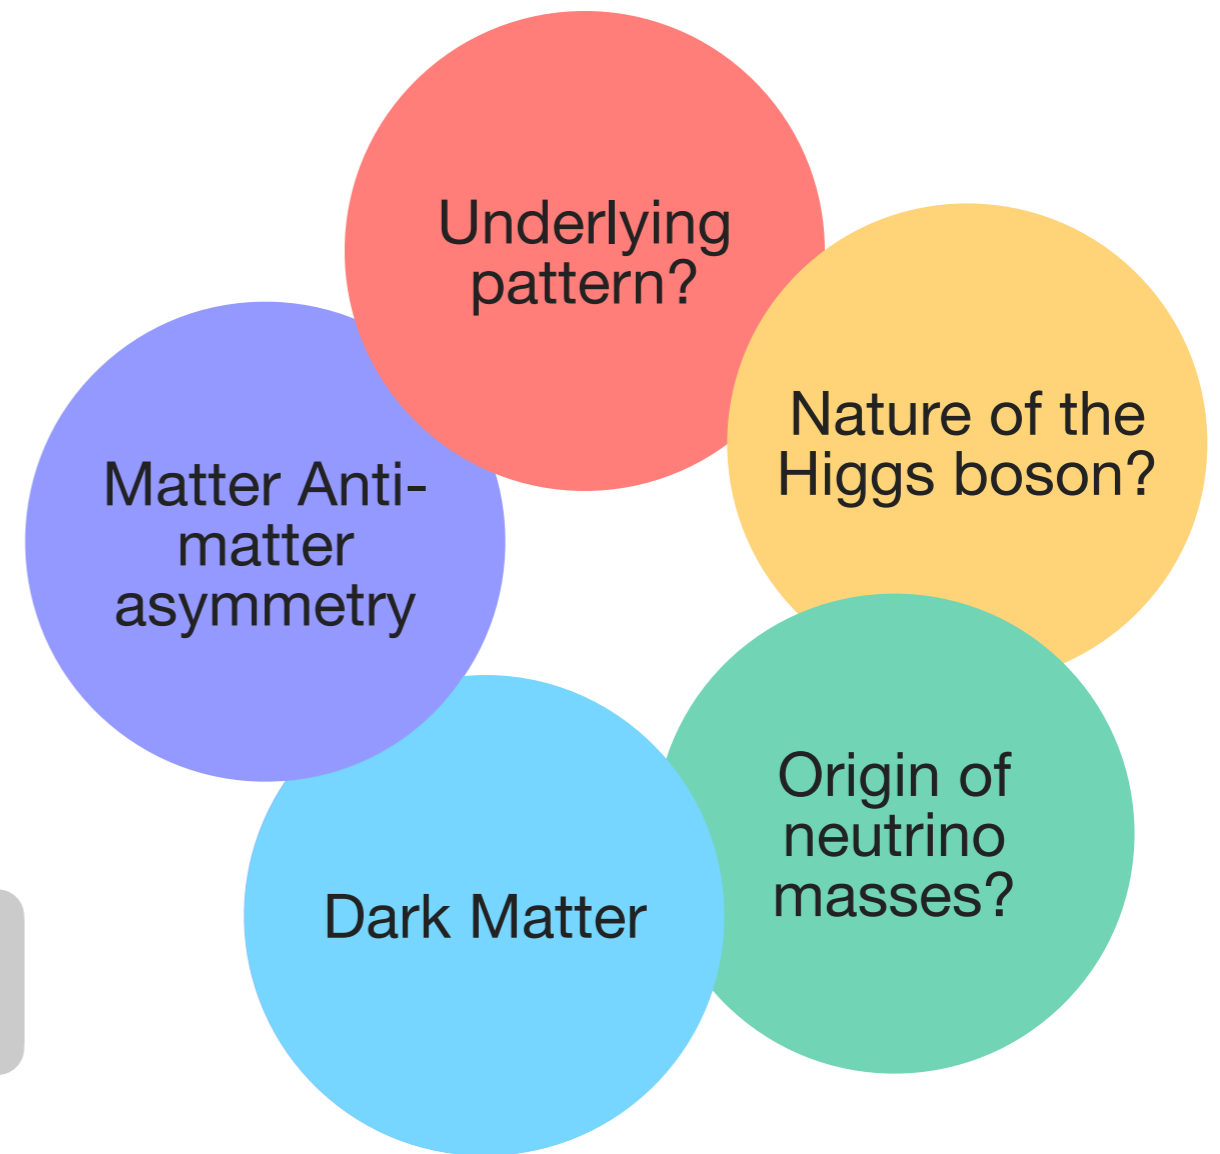 Underlying
pattern?
Nature of the
Higgs boson?
Matter Anti-
matter
asymmetry
Origin of
neutrino
masses?
Dark Matter